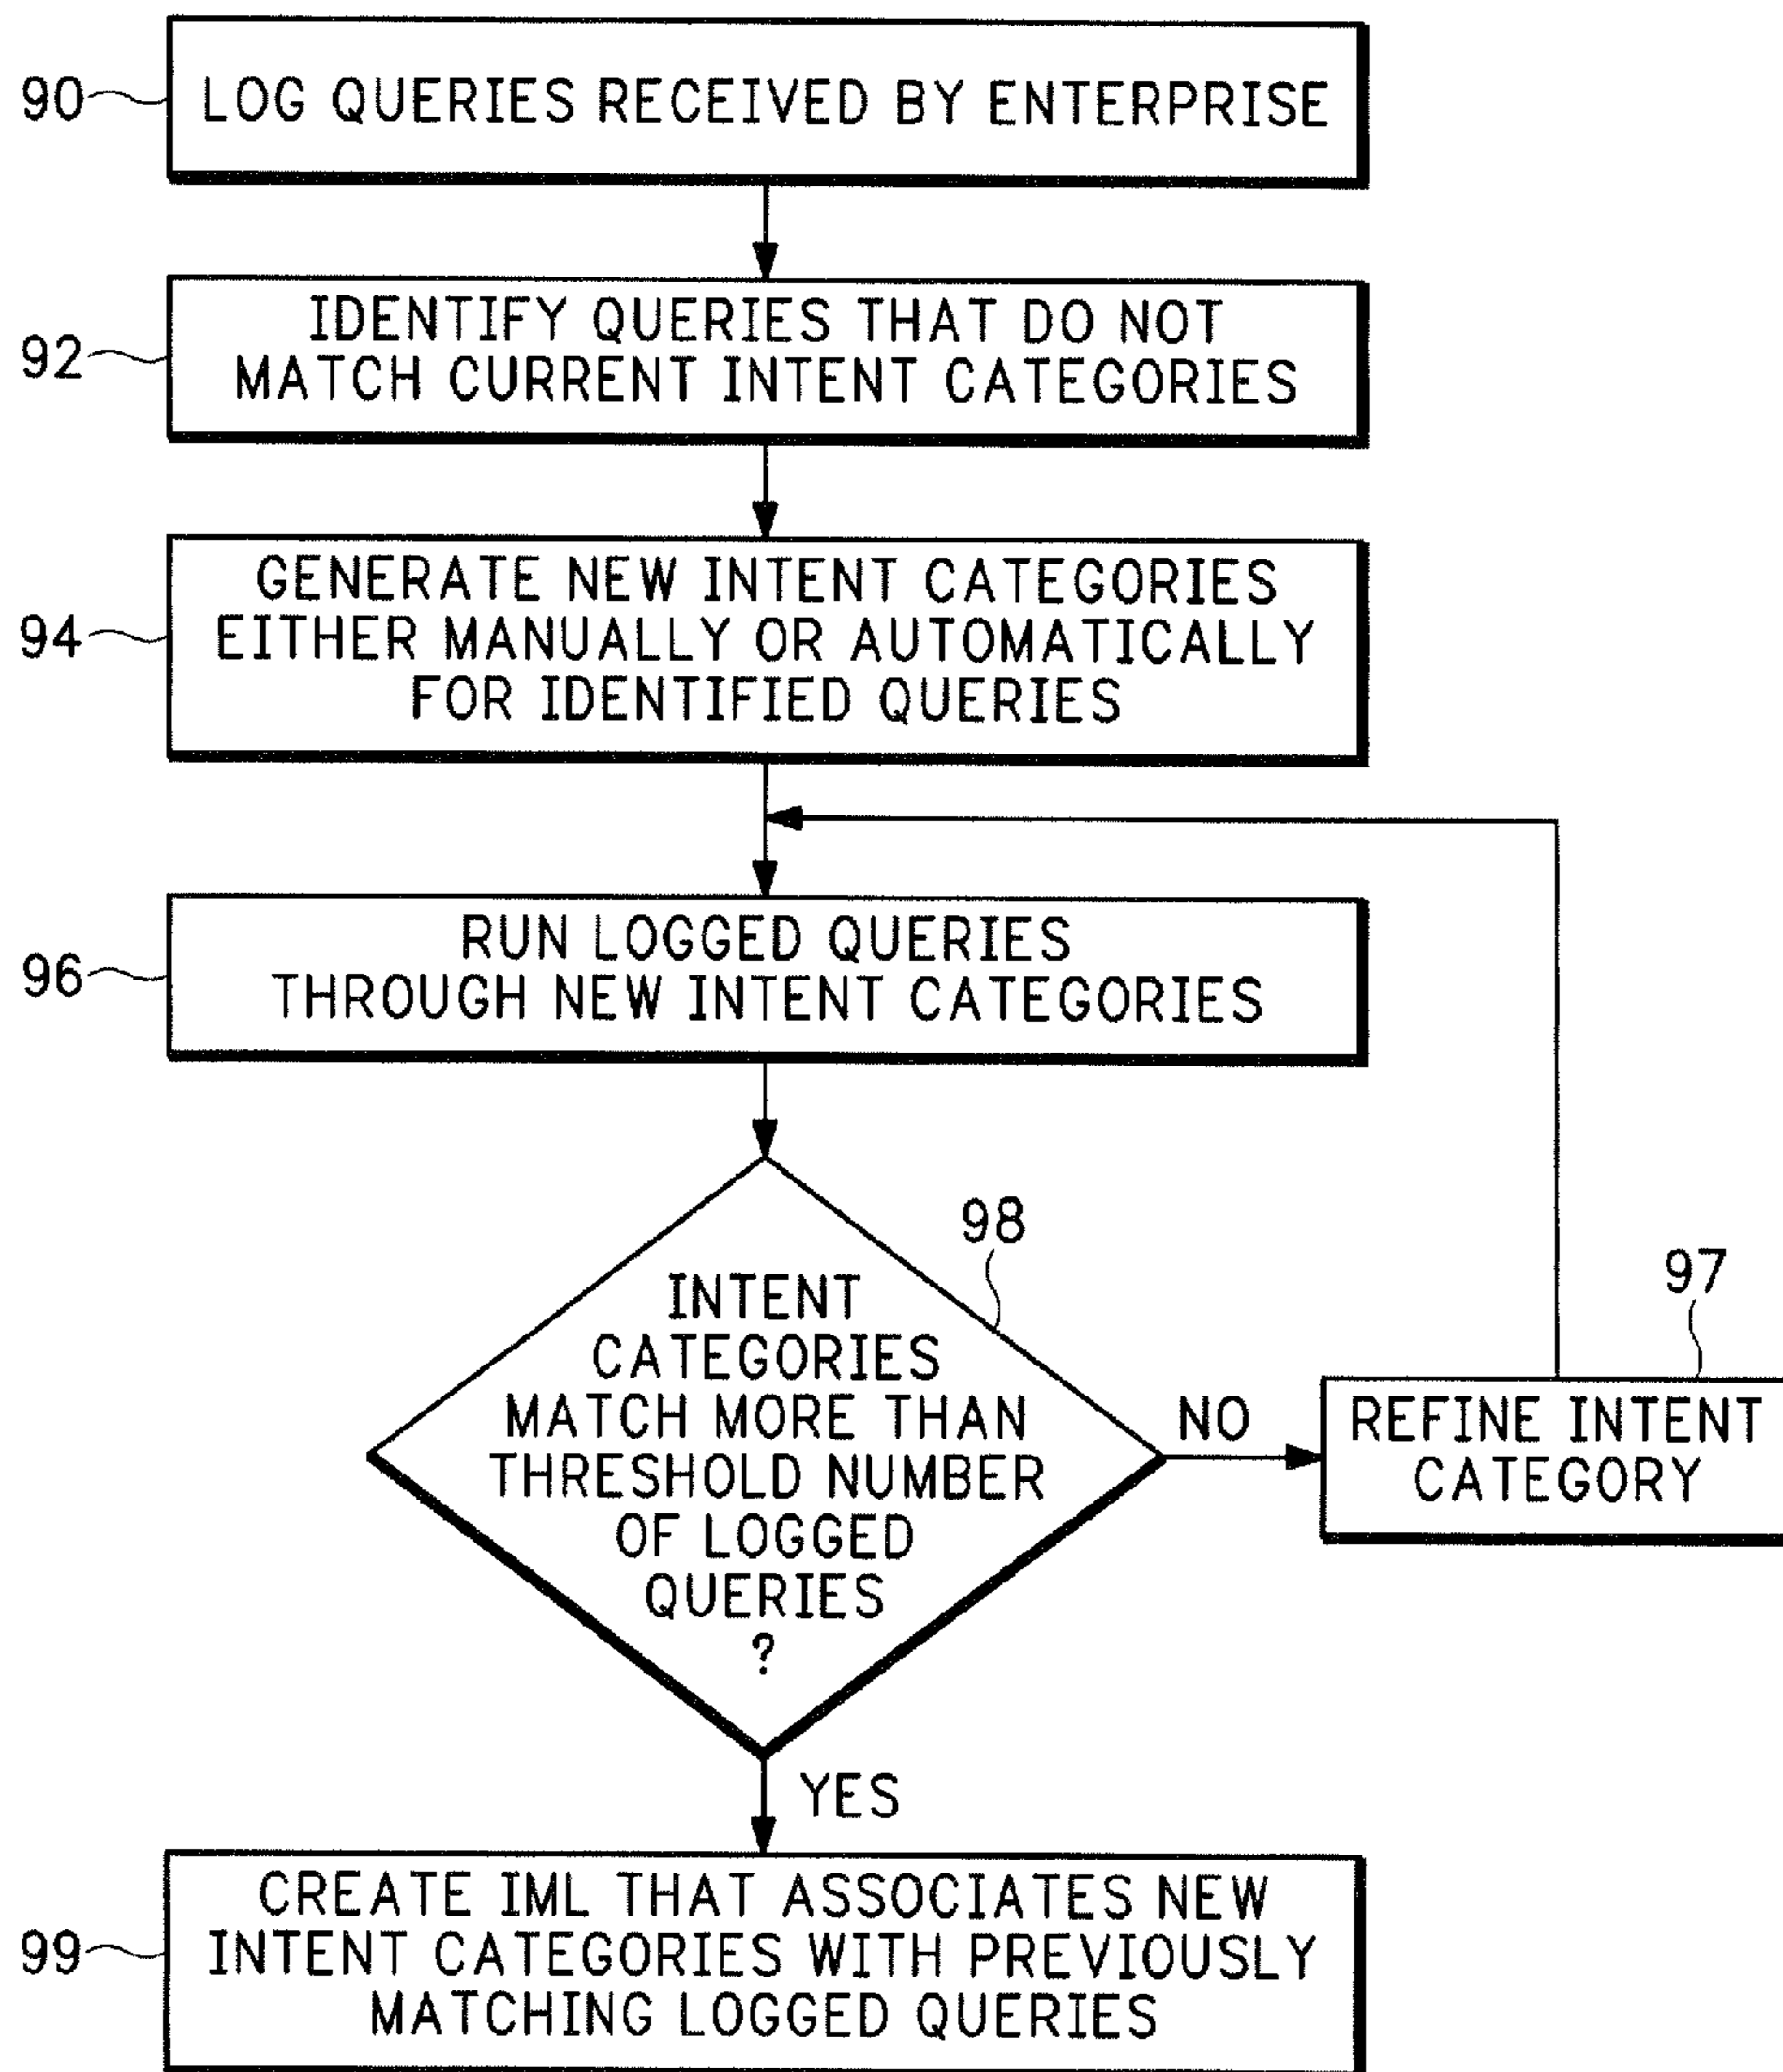 90
LOG QUERIES RECEIVED BY ENTERPRISE
92
IDENTIFY QUERIES THAT DO NOT
MATCH CURRENT INTENT CATEGORIES
94
GENERATE NEW INTENT CATEGORIES
EITHER MANUALLY OR AUTOMATICALLY
FOR IDENTIFIED QUERIES
96
RUN LOGGED QUERIES
THROUGH NEW INTENT CATEGORIES
98
INTENT
CATEGORIES
MATCH MORE THAN
THRESHOLD NUMBER
OF LOGGED
QUERIES
?
NO
97
REFINE INTENT
CATEGORY
YES
99
CREATE IML THAT ASSOCIATES NEW
INTENT CATEGORIES WITH PREVIOUSLY
MATCHING LOGGED QUERIES